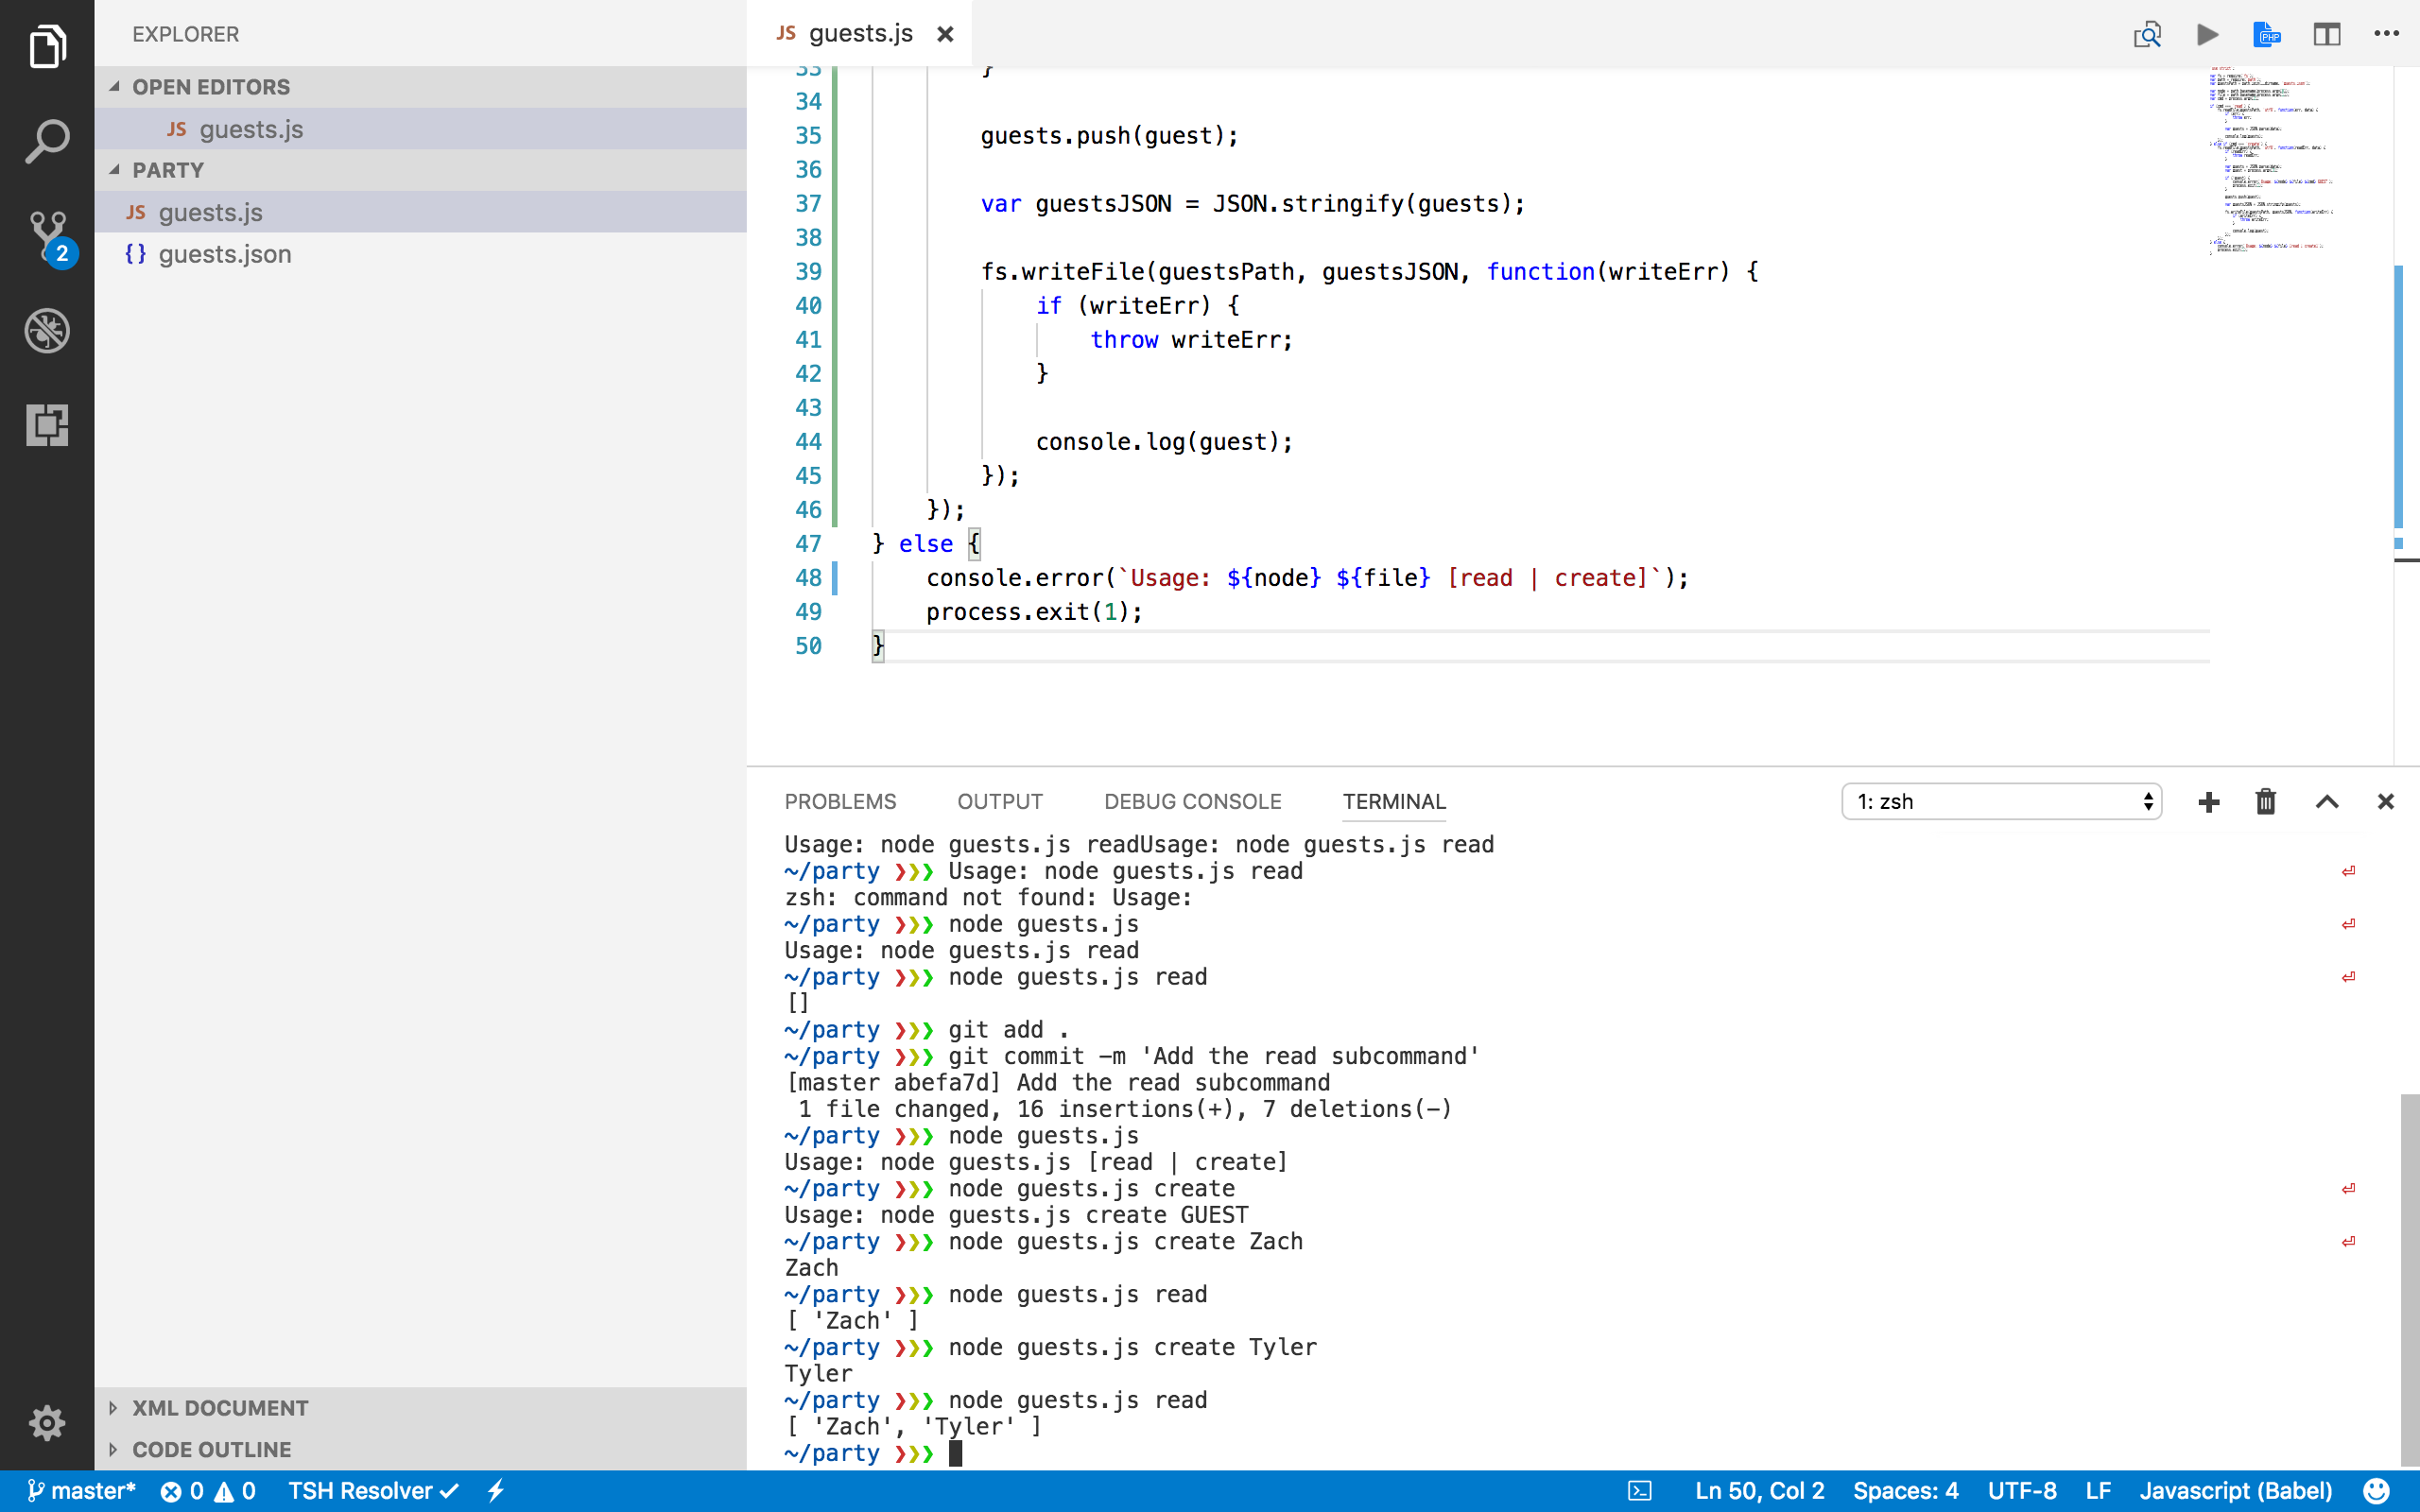 EXPLORER
OPEN EDITORS
JS guests.js
PARTY
JS guests.js
{} guests.json
2
XML DOCUMENT
CODE OUTLINE
JS guests.js ×
PHP
33 }
34
35 guests.push(guest);
36
37 var guestsJSON = JSON.stringify(guests);
38
39 fs.writeFile(guestsPath, guestsJSON, function(writeErr) {
40 if (writeErr) {
41 throw writeErr;
42 }
43
44 console.log(guest);
45 });
46 });
47 } else {
48 console.error(`Usage: ${node} ${file} [read | create]`);
49 process.exit(1);
50 }
PROBLEMS OUTPUT DEBUG CONSOLE TERMINAL 1: zsh
Usage: node guests.js readUsage: node guests.js read
~/party ❯❯❯ Usage: node guests.js read ⏎
zsh: command not found: Usage:
~/party ❯❯❯ node guests.js ⏎
Usage: node guests.js read
~/party ❯❯❯ node guests.js read ⏎
[]
~/party ❯❯❯ git add .
~/party ❯❯❯ git commit -m 'Add the read subcommand'
[master abefa7d] Add the read subcommand
1 file changed, 16 insertions(+), 7 deletions(-)
~/party ❯❯❯ node guests.js
Usage: node guests.js [read | create]
~/party ❯❯❯ node guests.js create ⏎
Usage: node guests.js create GUEST
~/party ❯❯❯ node guests.js create Zach ⏎
Zach
~/party ❯❯❯ node guests.js read
[ 'Zach' ]
~/party ❯❯❯ node guests.js create Tyler
Tyler
~/party ❯❯❯ node guests.js read
[ 'Zach', 'Tyler' ]
~/party ❯❯❯
master* 0 0 TSH Resolver ✓ Ln 50, Col 2 Spaces: 4 UTF-8 LF Javascript (Babel)